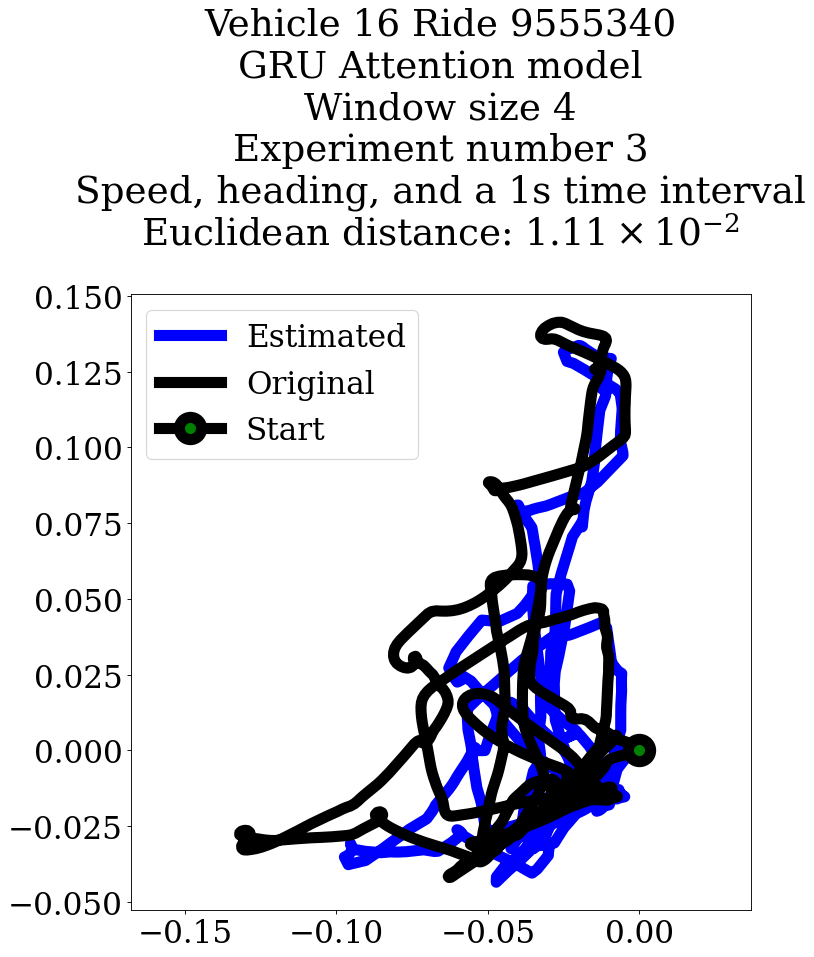 Vehicle 16 Ride 9555340
GRU Attention model
Window size 4
Experiment number 3
Speed, heading, and a 1s time interval
Euclidean distance: 1.11 × 10⁻²
0.150
Estimated
0.125
Original
Start
0.100
0.075
0.050
0.025
0.000
−0.025
−0.050
−0.15 −0.10 −0.05 0.00